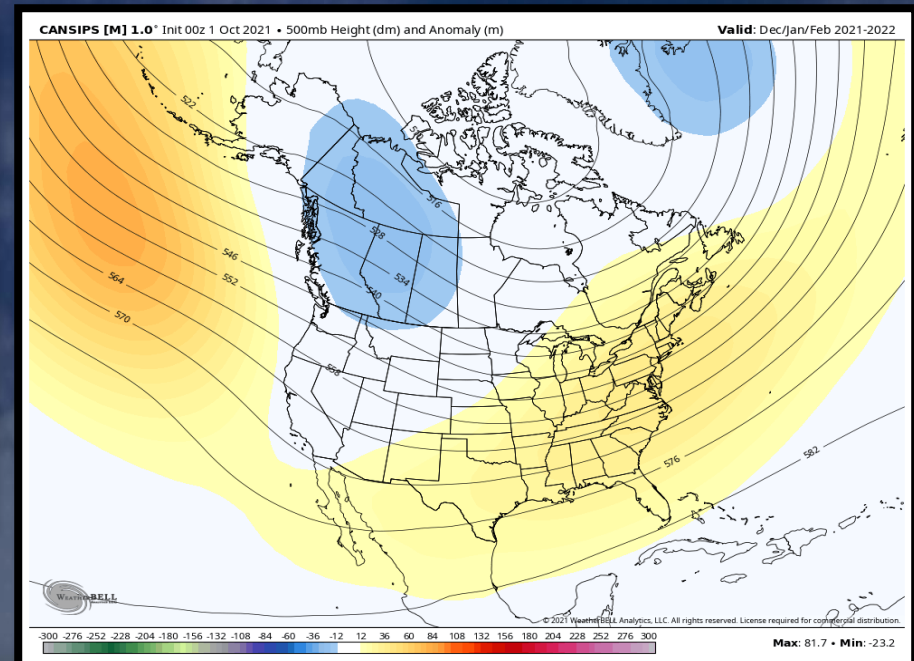 CANSIPS [M] 1.0° Init 00z 1 Oct 2021 • 500mb Height (dm) and Anomaly (m) Valid: Dec/Jan/Feb 2021-2022
522
516
528
546
534
552
540
564
570
558
576
582
WeatherBELL
© 2021 WeatherBELL Analytics, LLC. All rights reserved. License required for commercial distribution.
-300 -276 -252 -228 -204 -180 -156 -132 -108 -84 -60 -36 -12 12 36 60 84 108 132 156 180 204 228 252 276 300
Max: 81.7 • Min: -23.2